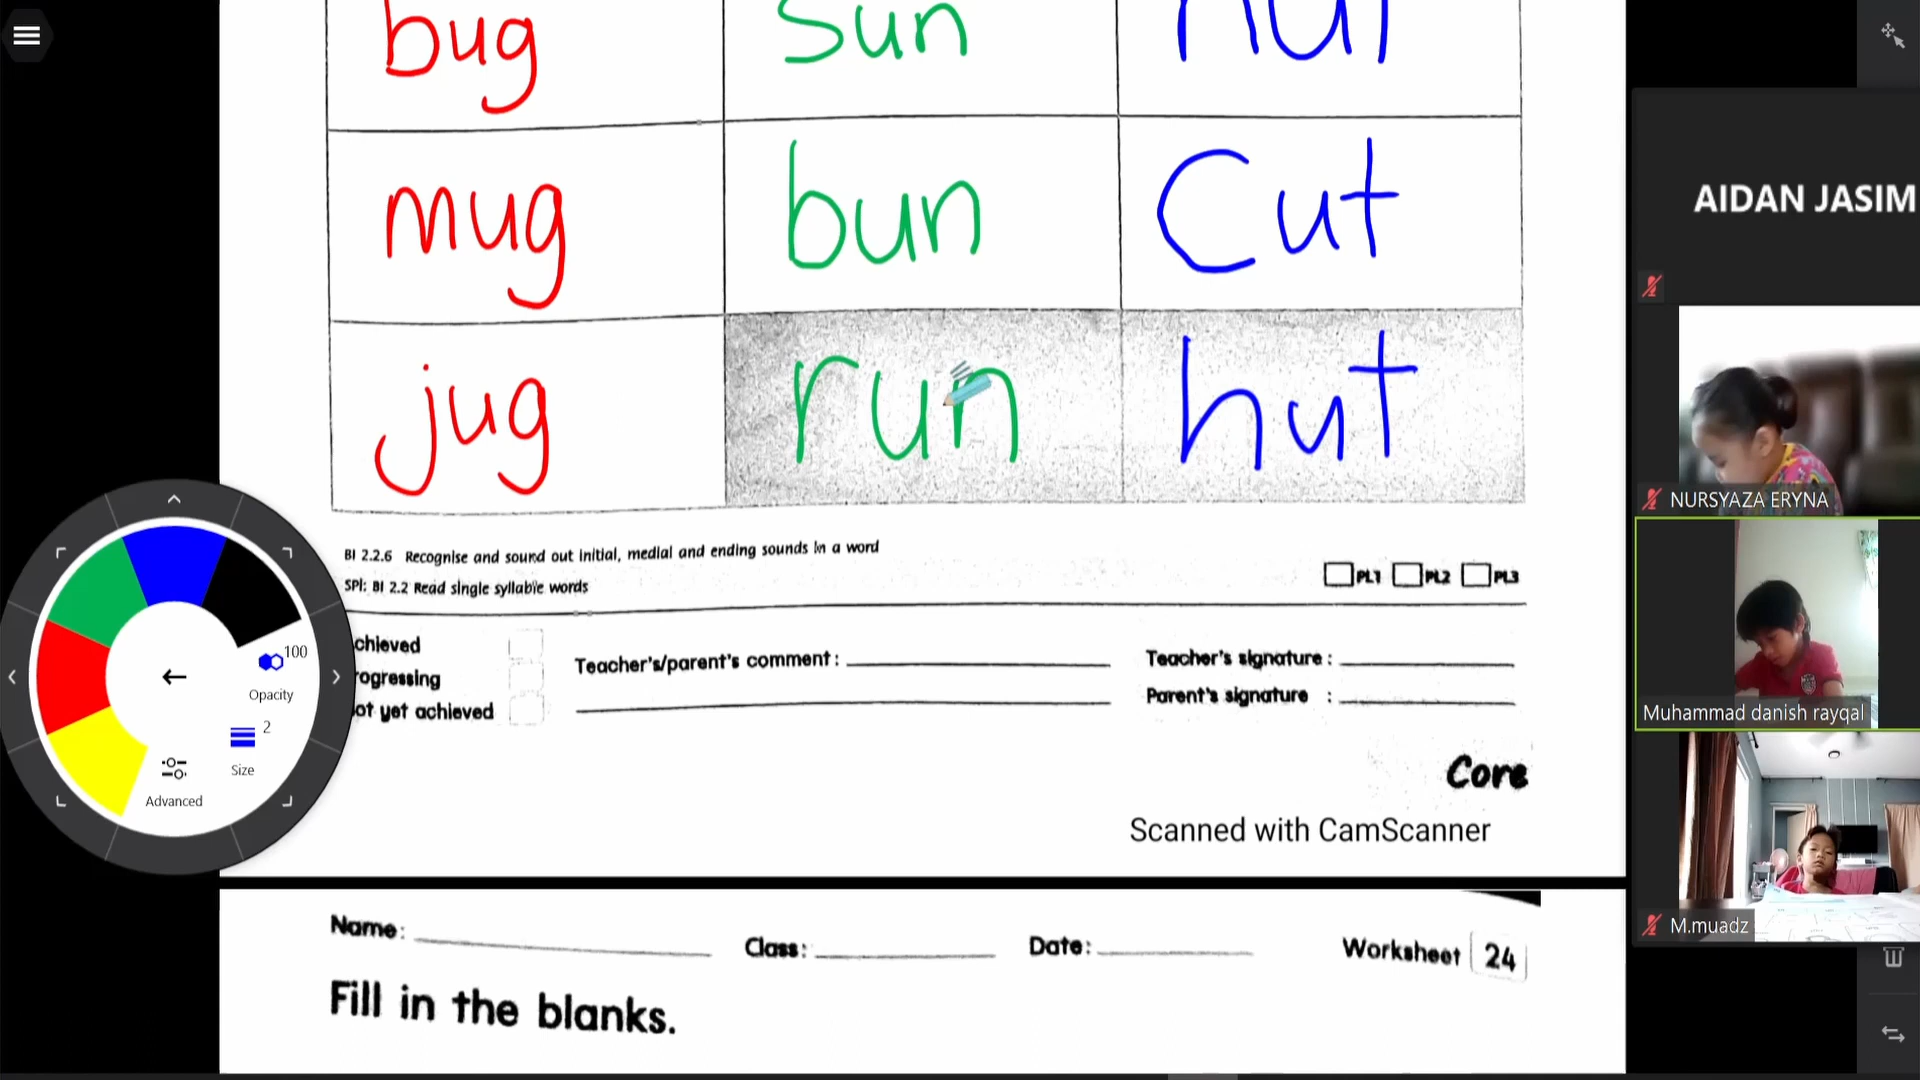 bug sun nut
mug bun Cut
jug run hut
BI 2.2.6 Recognise and sound out initial, medial and ending sounds in a word
SPI: BI 2.2 Read single syllable words
PL1 PL2 PL3
chieved
rogressing
ot yet achieved
Teacher's/parent's comment :
Teacher's signature :
Parent's signature :
Core
Scanned with CamScanner
Name:
Class:
Date:
Worksheet 24
Fill in the blanks.
100
Opacity
2
Size
Advanced
AIDAN JASIM
NURSYAZA ERYNA
Muhammad danish rayqal
M.muadz